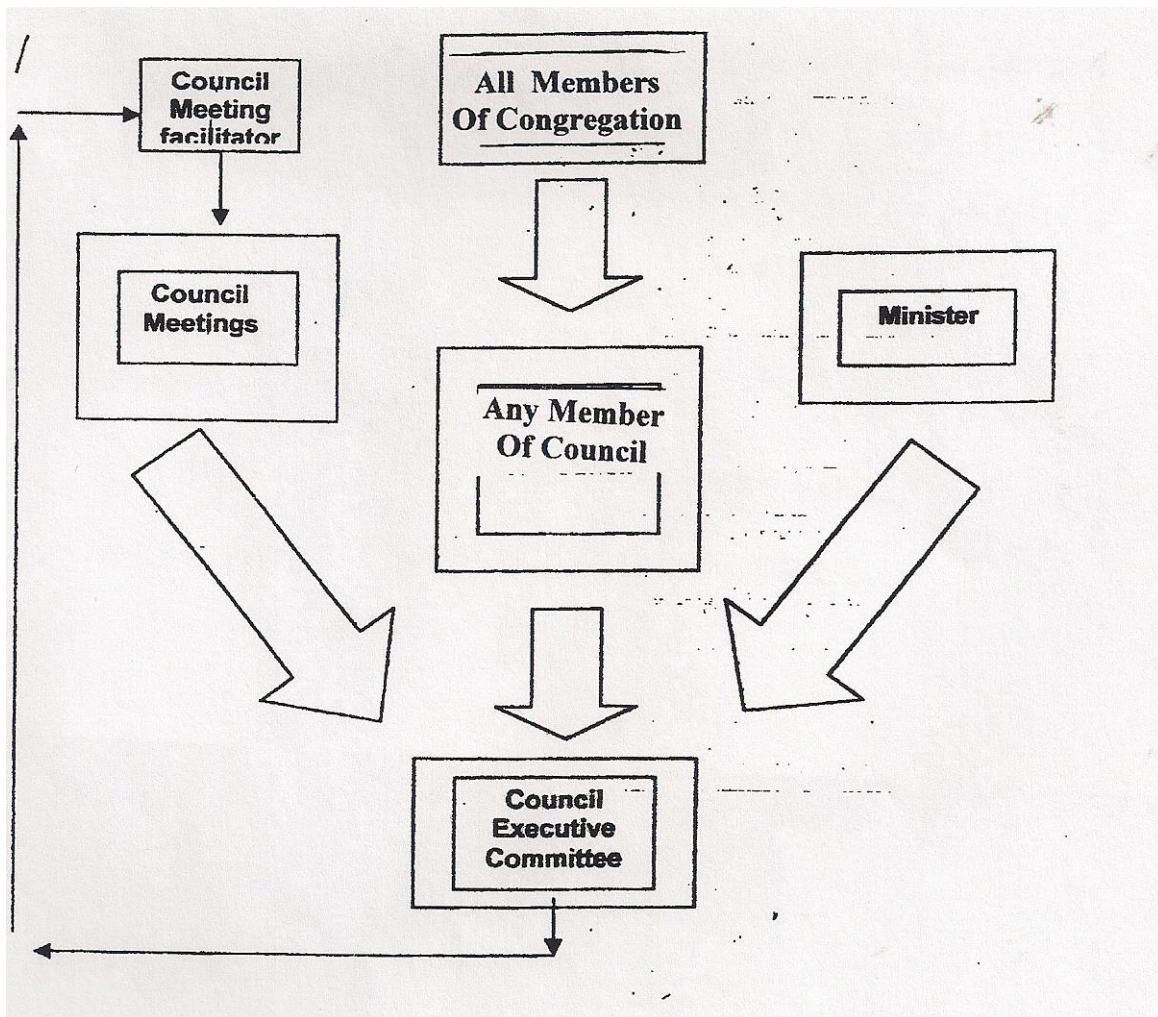 Council
Meeting
facilitator
All Members
Of Congregation
Council
Meetings
Minister
Any Member
Of Council
Council
Executive
Committee